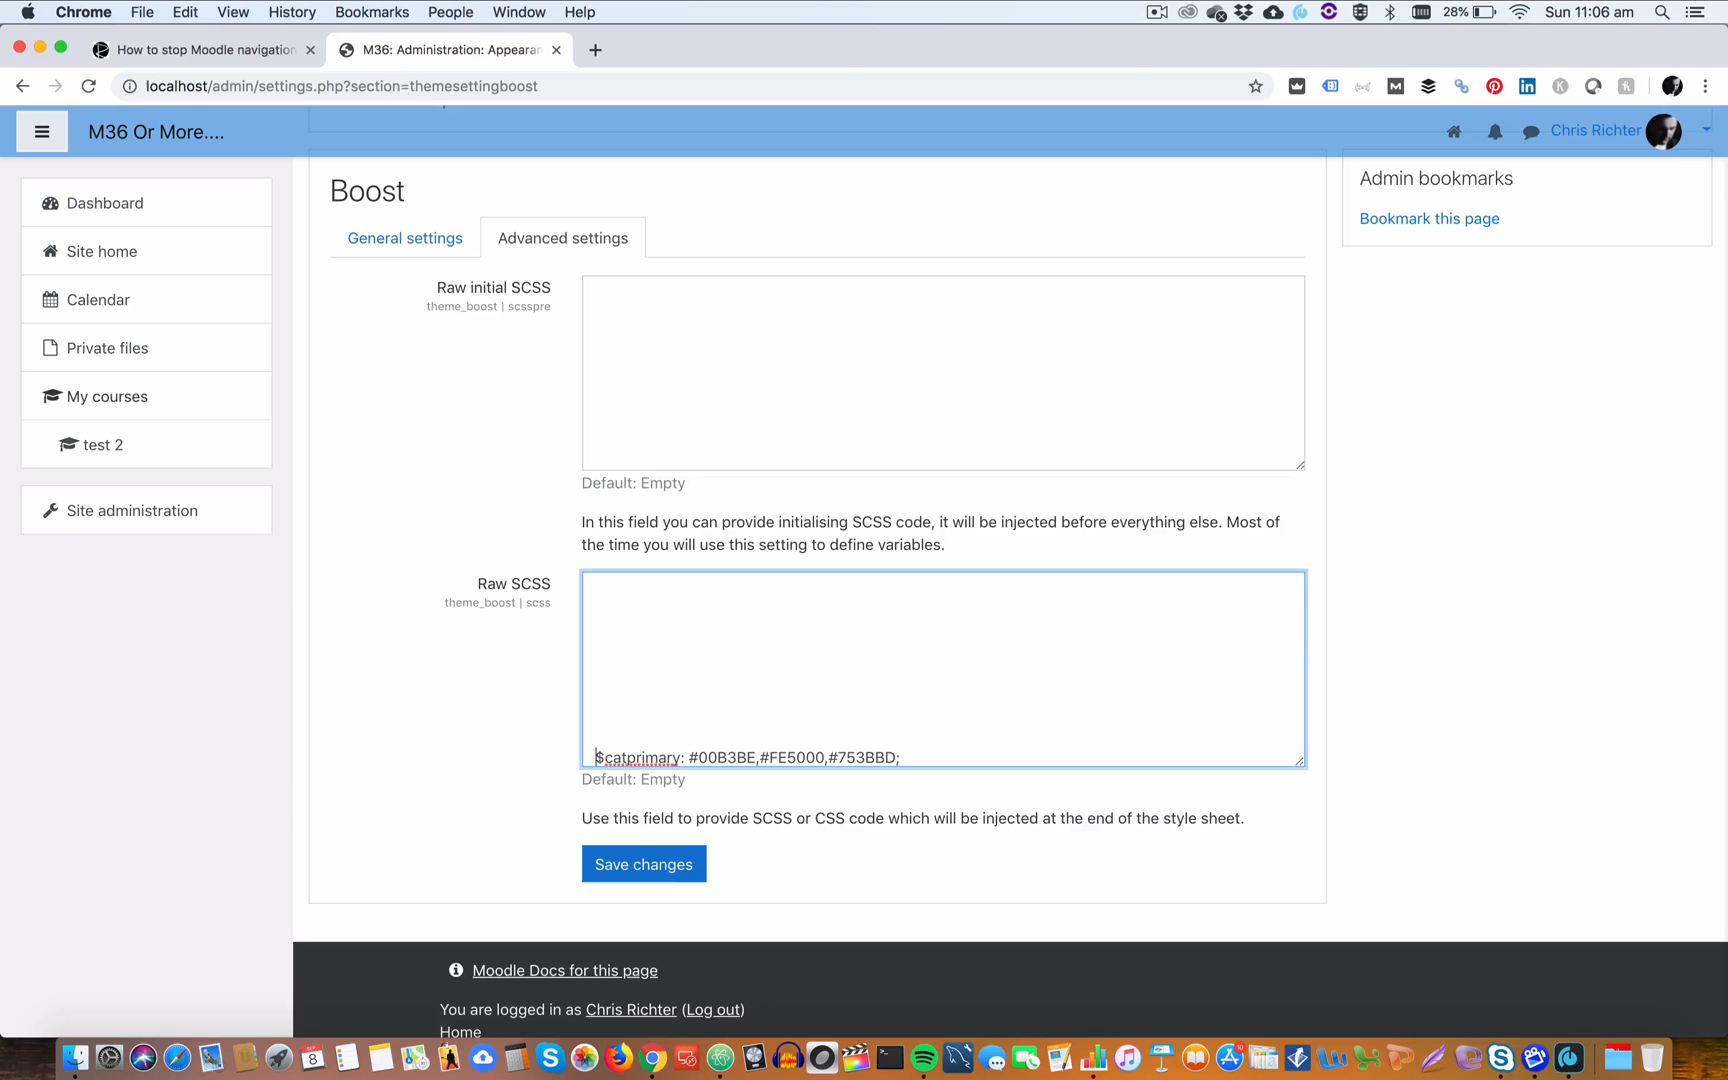 Chrome File Edit View History Bookmarks People Window Help 28% Sun 11:06 am
How to stop Moodle navigation
M36: Administration: Appearan
localhost/admin/settings.php?section=themesettingboost
M36 Or More....
Chris Richter
Dashboard
Site home
Calendar
Private files
My courses
test 2
Site administration
Boost
General settings
Advanced settings
Raw initial SCSS
theme_boost | scsspre
Default: Empty
In this field you can provide initialising SCSS code, it will be injected before everything else. Most of
the time you will use this setting to define variables.
Raw SCSS
theme_boost | scss
$catprimary: #00B3BE,#FE5000,#753BBD;
Default: Empty
Use this field to provide SCSS or CSS code which will be injected at the end of the style sheet.
Save changes
Admin bookmarks
Bookmark this page
Moodle Docs for this page
You are logged in as Chris Richter (Log out)
Home